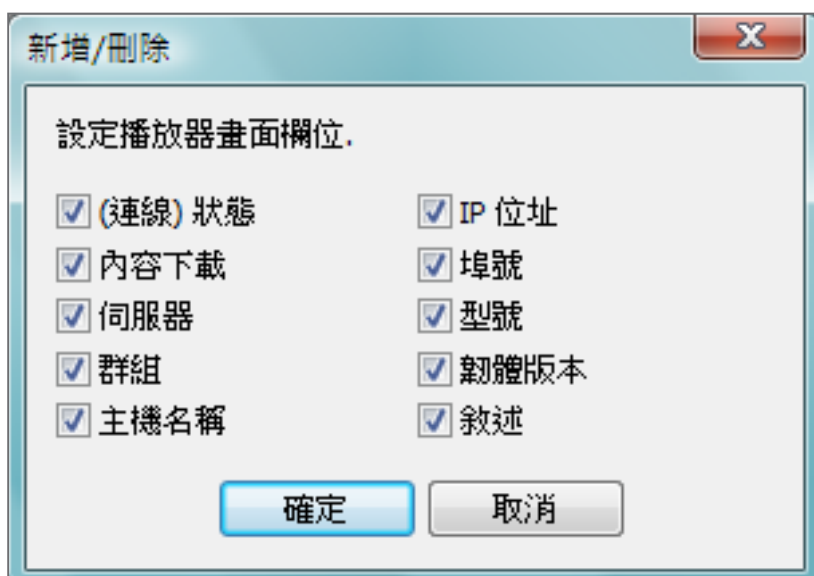 新增/刪除
設定播放器畫面欄位.
(連線) 狀態
IP 位址
內容下載
埠號
伺服器
型號
群組
韌體版本
主機名稱
敘述
確定
取消